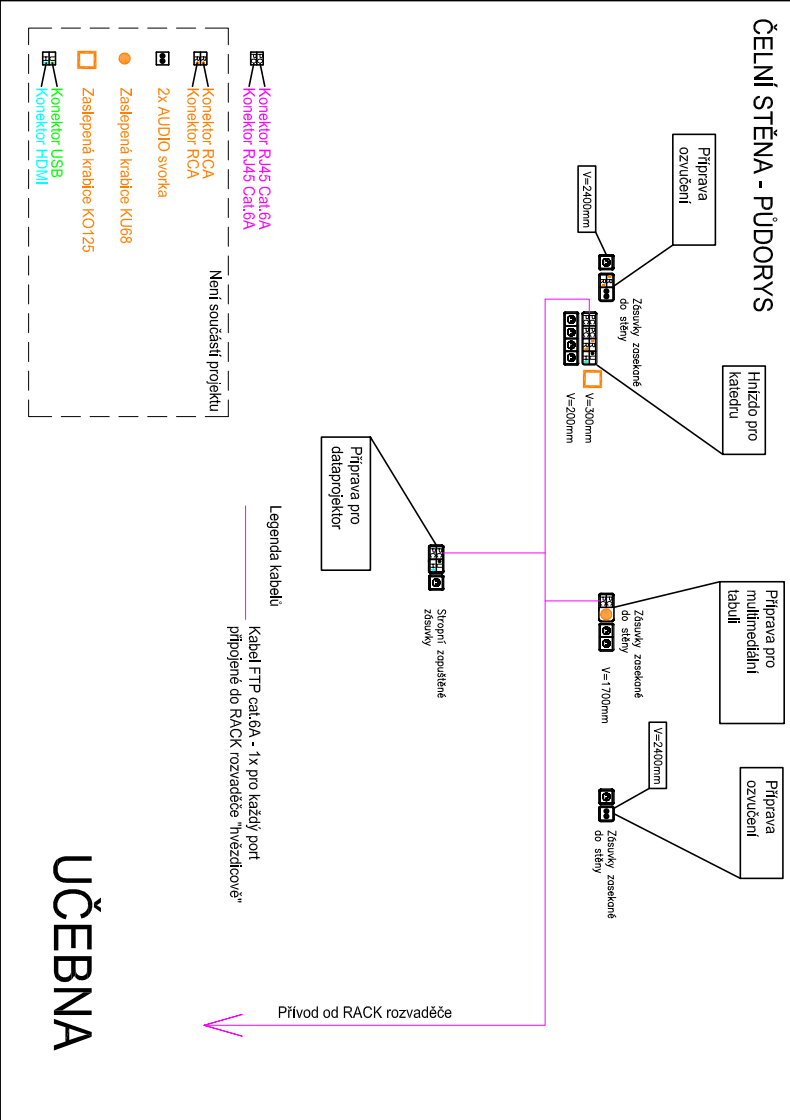 ČELNÍ STĚNA - PŮDORYS
Příprava
ozvučení
V=2400mm
Zásuvky zasekané
do stěny
Hnízdo pro
katedru
V=300mm
V=200mm
Příprava pro
multimediální
tabuli
Zásuvky zasekané
do stěny
V=1700mm
Příprava
ozvučení
V=2400mm
Zásuvky zasekané
do stěny
Příprava pro
dataprojektor
Stropní zapuštěné
zásuvky
Přívod od RACK rozvaděče
Legenda kabelů
Kabel FTP cat.6A - 1x pro každý port
připojené do RACK rozvaděče "hvězdicově"
Konektor RJ45 Cat.6A
Konektor RJ45 Cat.6A
Není součástí projektu
Konektor RCA
Konektor RCA
2x AUDIO svorka
Zaslepená krabice KU68
Zaslepená krabice KO125
Konektor USB
Konektor HDMI
UČEBNA